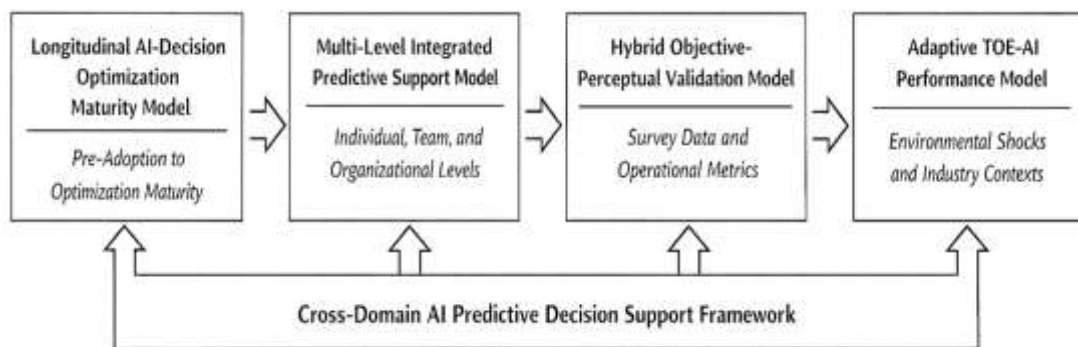 Longitudinal AI-Decision
Optimization
Maturity Model
Pre-Adoption to
Optimization Maturity
Multi-Level Integrated
Predictive Support Model
Individual, Team, and
Organizational Levels
Hybrid Objective-
Perceptual Validation Model
Survey Data and
Operational Metrics
Adaptive TOE-AI
Performance Model
Environmental Shocks
and Industry Contexts
Cross-Domain AI Predictive Decision Support Framework